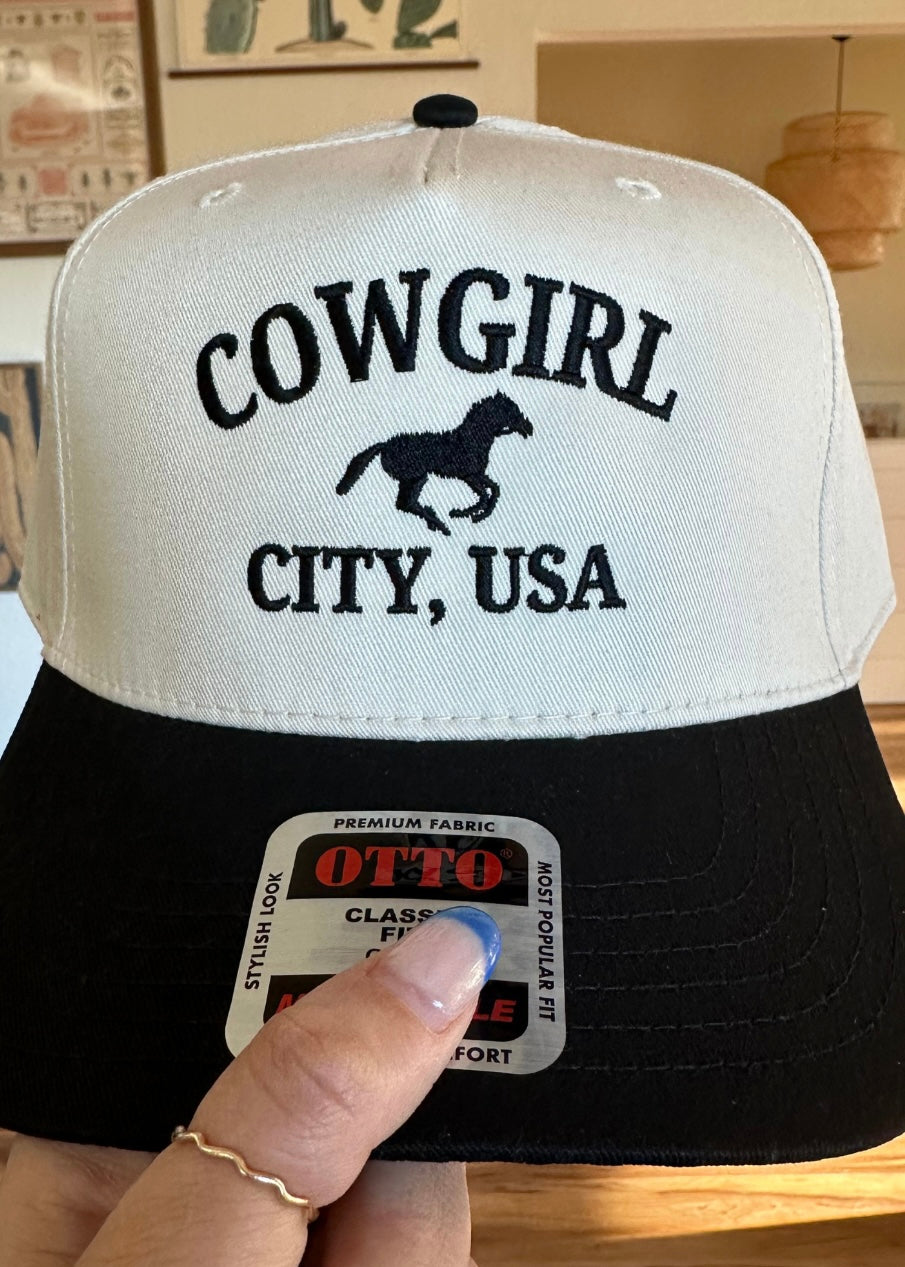 COWGIRL
CITY, USA
PREMIUM FABRIC
OTTO®
STYLISH LOOK
MOST POPULAR FIT